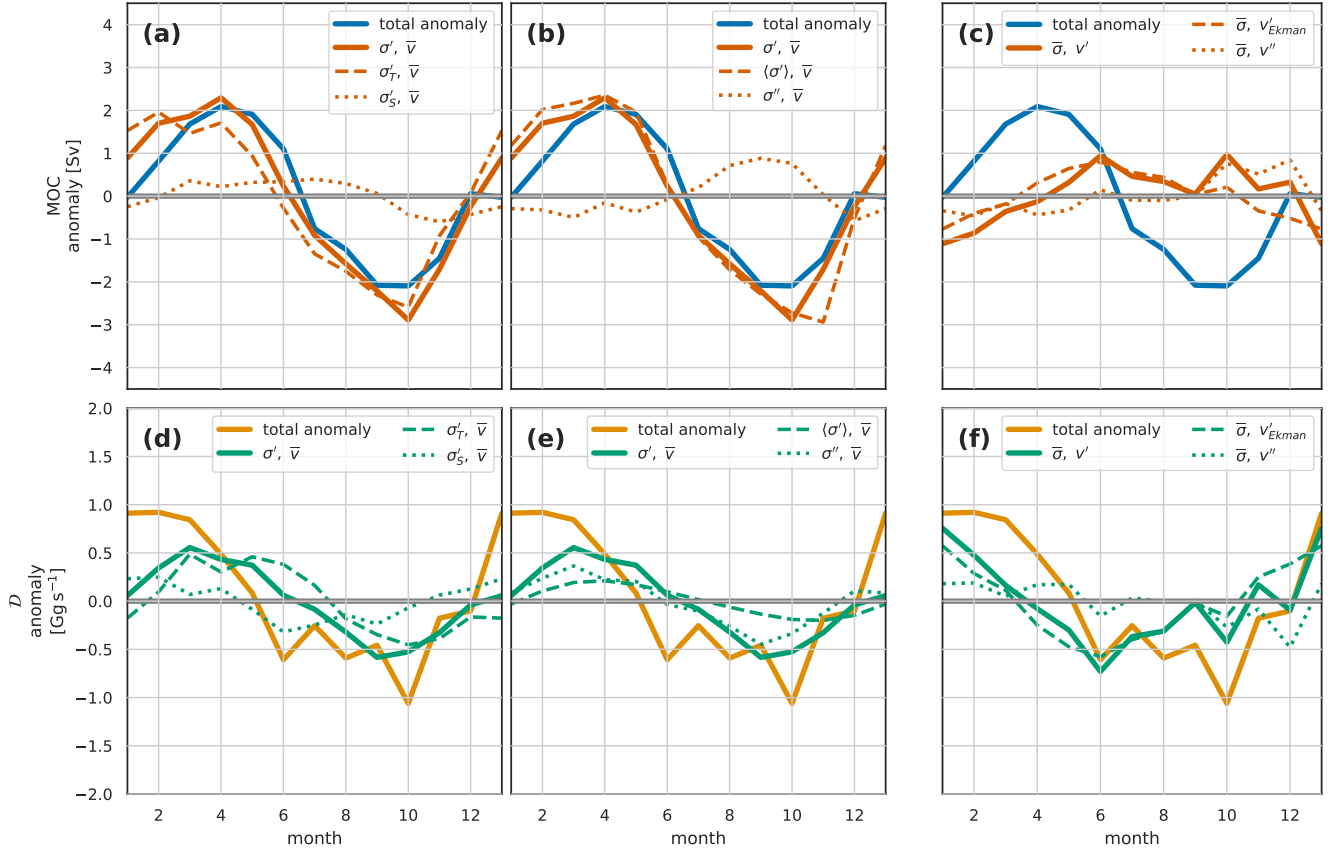 (a)
total anomaly
σ′, v̅
σ′_T, v̅
σ′_S, v̅
(b)
total anomaly
σ′, v̅
⟨σ′⟩, v̅
σ″, v̅
(c)
total anomaly
σ̅, v′
σ̅, v′_Ekman
σ̅, v″
4
3
2
1
0
−1
−2
−3
−4
MOC
anomaly [Sv]
(d)
total anomaly
σ′, v̅
σ′_T, v̅
σ′_S, v̅
(e)
total anomaly
σ′, v̅
⟨σ′⟩, v̅
σ″, v̅
(f)
total anomaly
σ̅, v′
σ̅, v′_Ekman
σ̅, v″
2.0
1.5
1.0
0.5
0.0
−0.5
−1.0
−1.5
−2.0
𝒟
anomaly
[Gg s⁻¹]
2 4 6 8 10 12
month
2 4 6 8 10 12
month
2 4 6 8 10 12
month